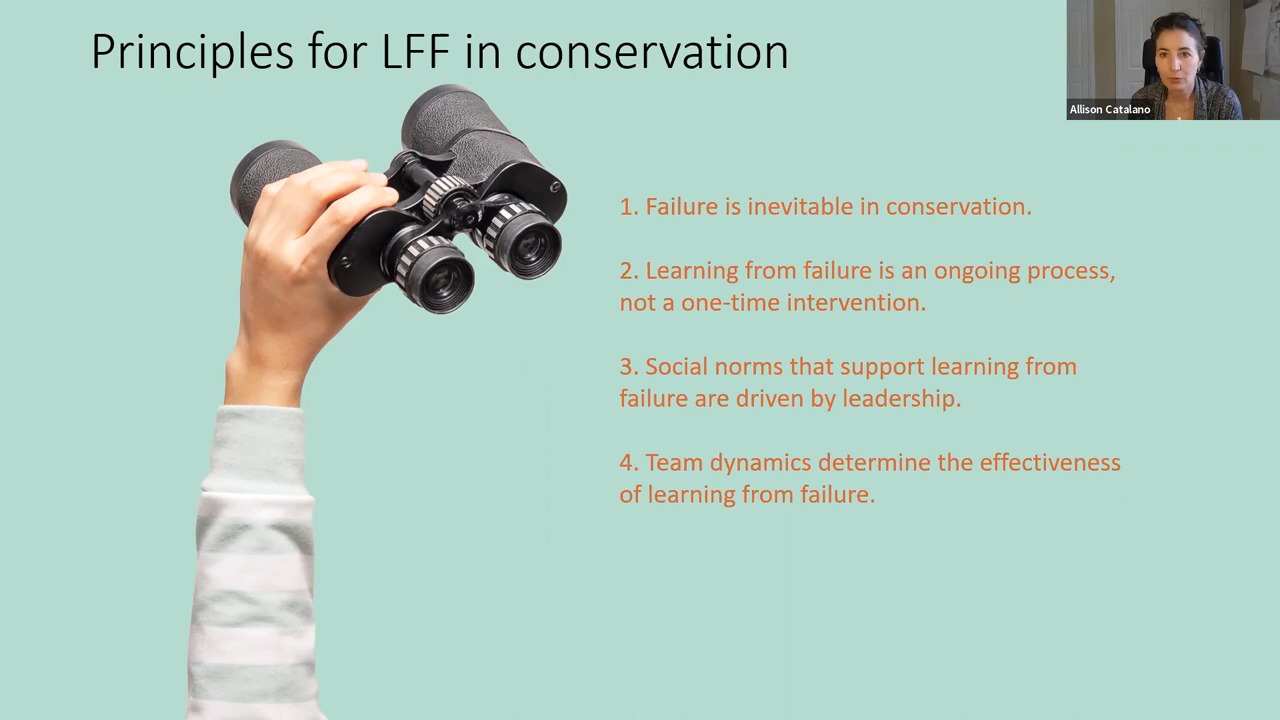 Principles for LFF in conservation
Allison Catalano
1. Failure is inevitable in conservation.
2. Learning from failure is an ongoing process,
not a one-time intervention.
3. Social norms that support learning from
failure are driven by leadership.
4. Team dynamics determine the effectiveness
of learning from failure.